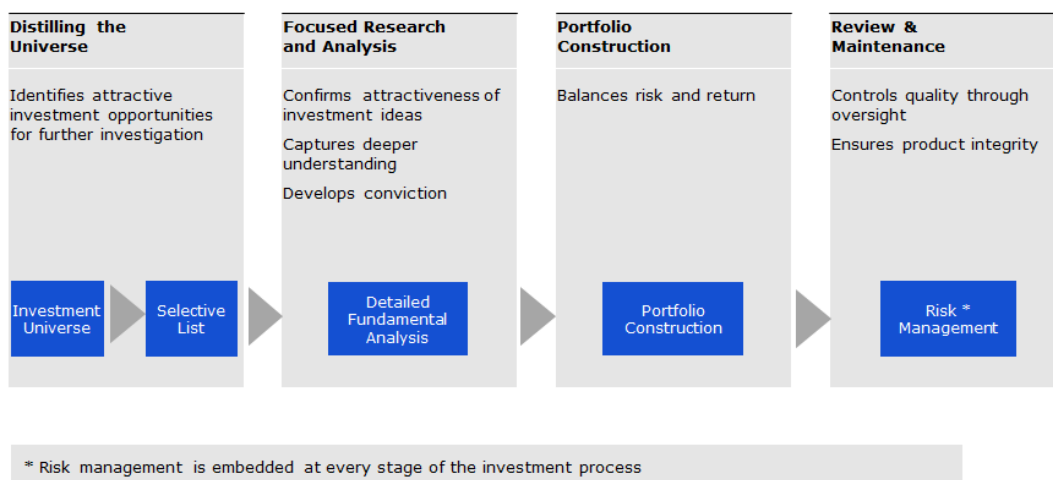 Distilling the
Universe
Identifies attractive
investment opportunities
for further investigation
Investment
Universe
Selective
List
Focused Research
and Analysis
Confirms attractiveness of
investment ideas
Captures deeper
understanding
Develops conviction
Detailed
Fundamental
Analysis
Portfolio
Construction
Balances risk and return
Portfolio
Construction
Review &
Maintenance
Controls quality through
oversight
Ensures product integrity
Risk *
Management
* Risk management is embedded at every stage of the investment process